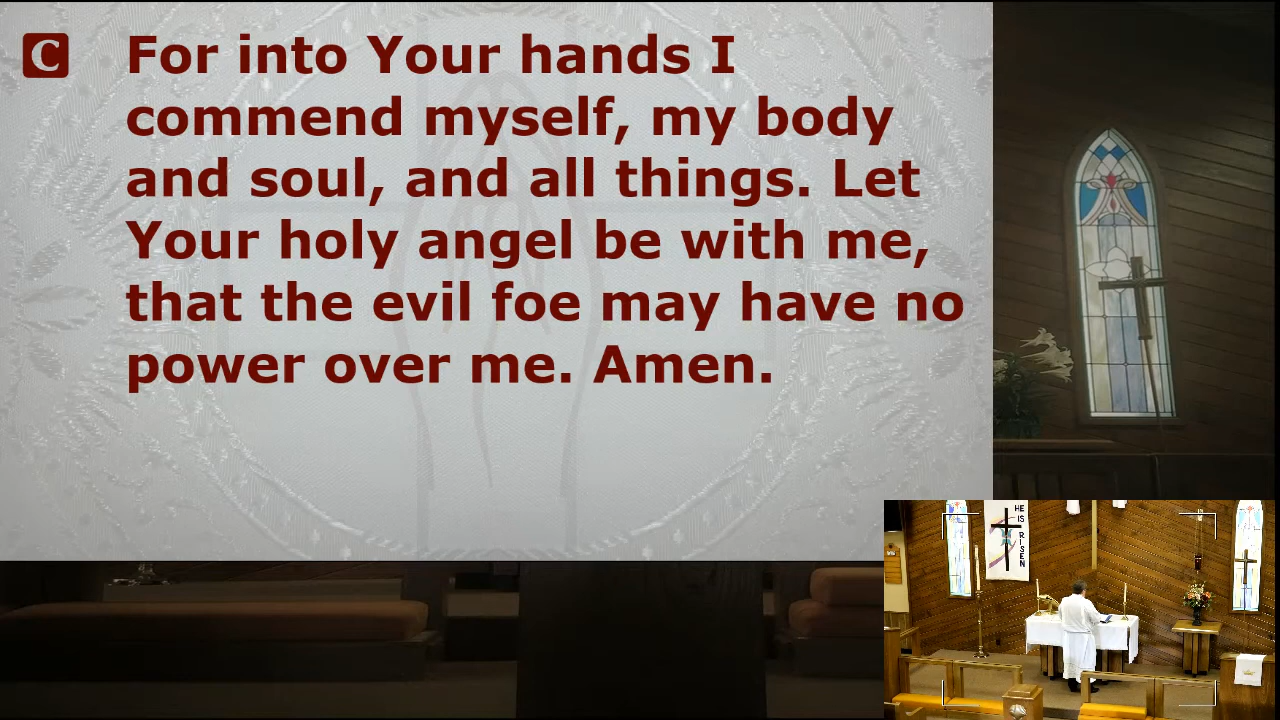 C
For into Your hands I
commend myself, my body
and soul, and all things. Let
Your holy angel be with me,
that the evil foe may have no
power over me. Amen.
HE
IS
RISEN